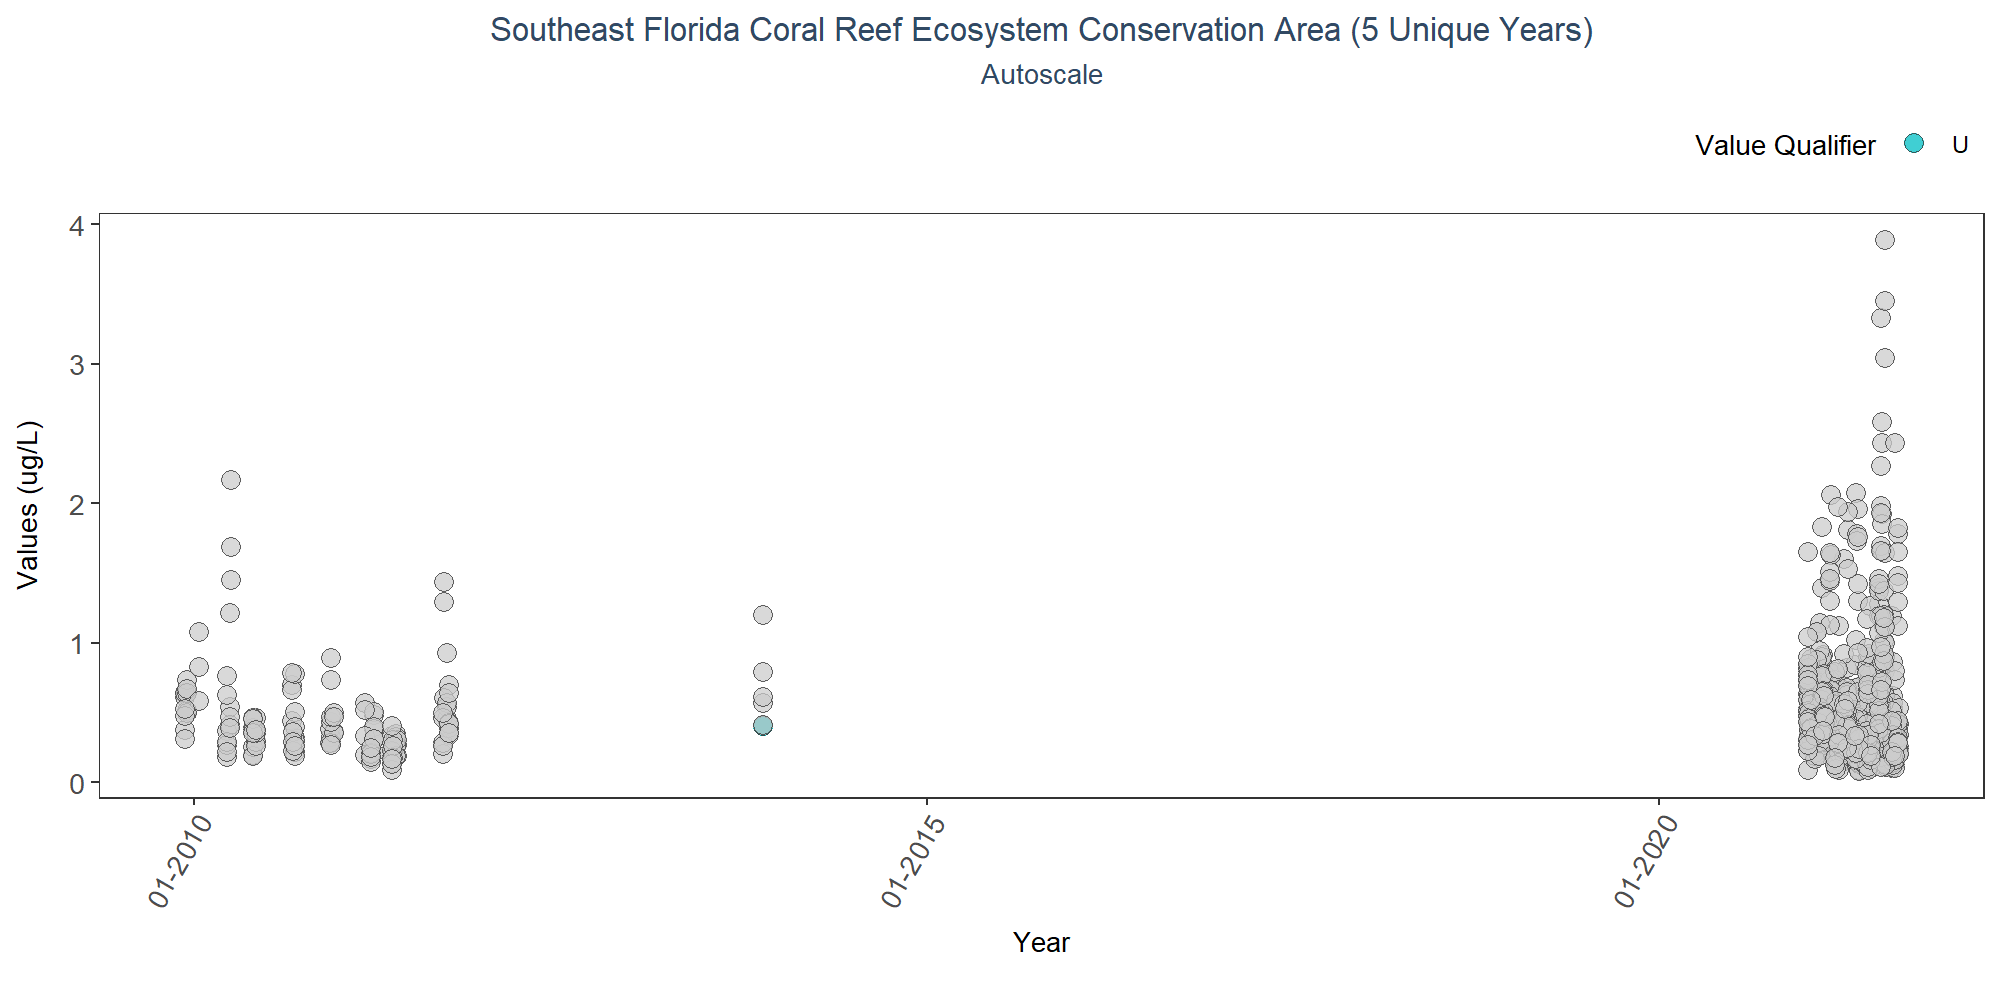 Southeast Florida Coral Reef Ecosystem Conservation Area (5 Unique Years)
Autoscale
Value Qualifier U
Values (ug/L)
4
3
2
1
0
01-2010 01-2015 01-2020
Year